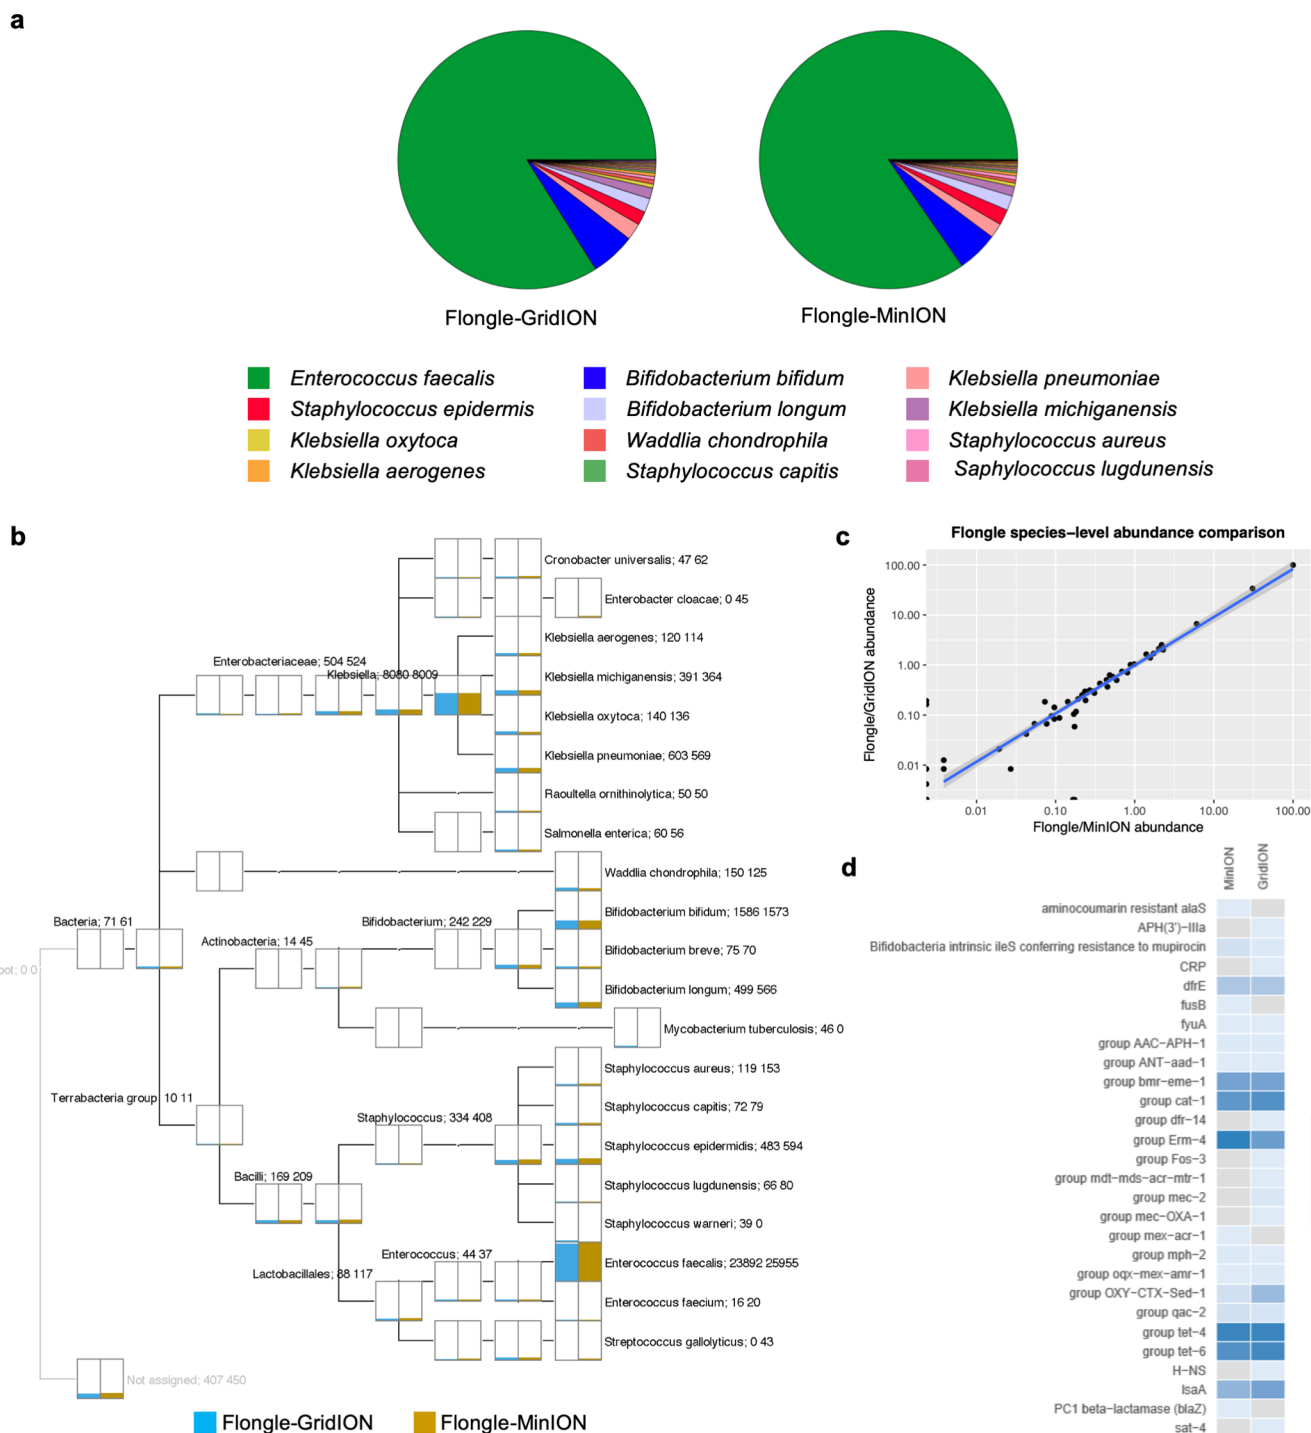 a
Flongle-GridION
Flongle-MinION
Enterococcus faecalis
Bifidobacterium bifidum
Klebsiella pneumoniae
Staphylococcus epidermis
Bifidobacterium longum
Klebsiella michiganensis
Klebsiella oxytoca
Waddlia chondrophila
Staphylococcus aureus
Klebsiella aerogenes
Staphylococcus capitis
Saphylococcus lugdunensis
b
Cronobacter universalis; 47 62
Enterobacter cloacae; 0 45
Klebsiella aerogenes; 120 114
Enterobacteriaceae; 504 524
Klebsiella; 8080 8009
Klebsiella michiganensis; 391 364
Klebsiella oxytoca; 140 136
Klebsiella pneumoniae; 603 569
Raoultella ornithinolytica; 50 50
Salmonella enterica; 60 56
Waddlia chondrophila; 150 125
Bacteria; 71 61
Bifidobacterium; 242 229
Bifidobacterium bifidum; 1586 1573
Actinobacteria; 14 45
Bifidobacterium breve; 75 70
oot; 0 0
Bifidobacterium longum; 499 566
Mycobacterium tuberculosis; 46 0
Staphylococcus aureus; 119 153
Terrabacteria group 10 11
Staphylococcus; 334 408
Staphylococcus capitis; 72 79
Staphylococcus epidermidis; 483 594
Bacilli; 169 209
Staphylococcus lugdunensis; 66 80
Staphylococcus warneri; 39 0
Enterococcus; 44 37
Enterococcus faecalis; 23892 25955
Lactobacillales; 88 117
Enterococcus faecium; 16 20
Streptococcus gallolyticus; 0 43
Not assigned; 407 450
Flongle-GridION
Flongle-MinION
c
Flongle species-level abundance comparison
Flongle/GridION abundance
100.00
10.00
1.00
0.10
0.01
0.01
0.10
1.00
10.00
100.00
Flongle/MinION abundance
d
MinION
GridION
aminocoumarin resistant alaS
APH(3')-IIIa
Bifidobacteria intrinsic ileS conferring resistance to mupirocin
CRP
dfrE
fusB
fyuA
group AAC-APH-1
group ANT-aad-1
group bmr-eme-1
group cat-1
group dfr-14
group Erm-4
group Fos-3
group mdt-mds-acr-mtr-1
group mec-2
group mec-OXA-1
group mex-acr-1
group mph-2
group oqx-mex-amr-1
group OXY-CTX-Sed-1
group qac-2
group tet-4
group tet-6
H-NS
lsaA
PC1 beta-lactamase (blaZ)
sat-4